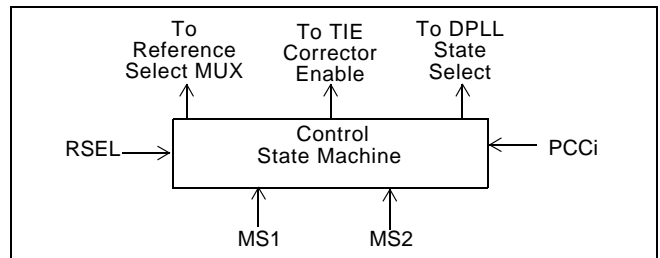 To
Reference
Select MUX
To TIE
Corrector
Enable
To DPLL
State
Select
RSEL
Control
State Machine
PCCi
MS1
MS2